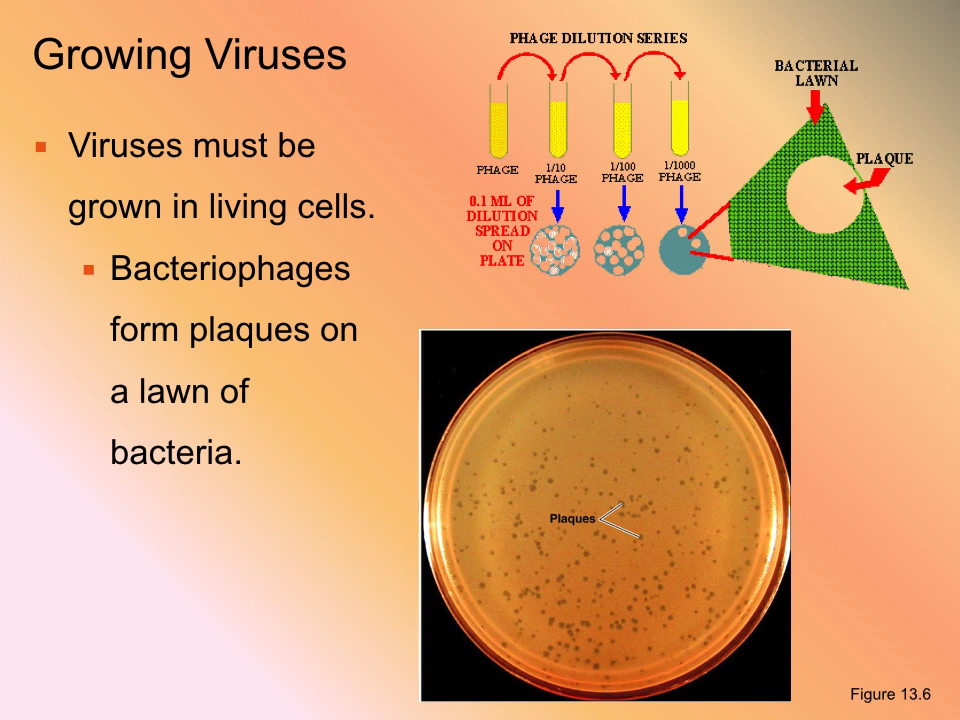 Growing Viruses
Viruses must be
grown in living cells.
Bacteriophages
form plaques on
a lawn of
bacteria.
PHAGE DILUTION SERIES
PHAGE
1/10
PHAGE
1/100
PHAGE
1/1000
PHAGE
0.1 ML OF
DILUTION
SPREAD
ON
PLATE
BACTERIAL
LAWN
PLAQUE
Plaques
Figure 13.6